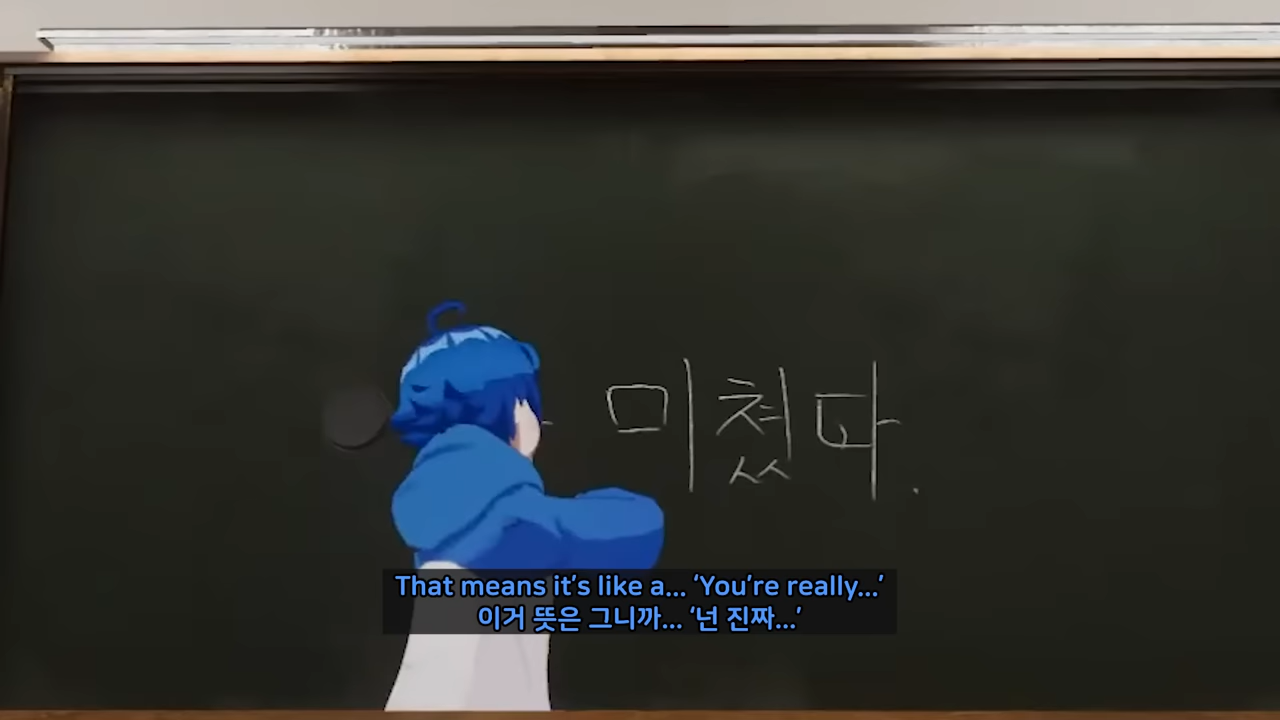 미쳤다.
That means it's like a... ‘You're really...’
이거 뜻은 그니까... ‘넌 진짜...’